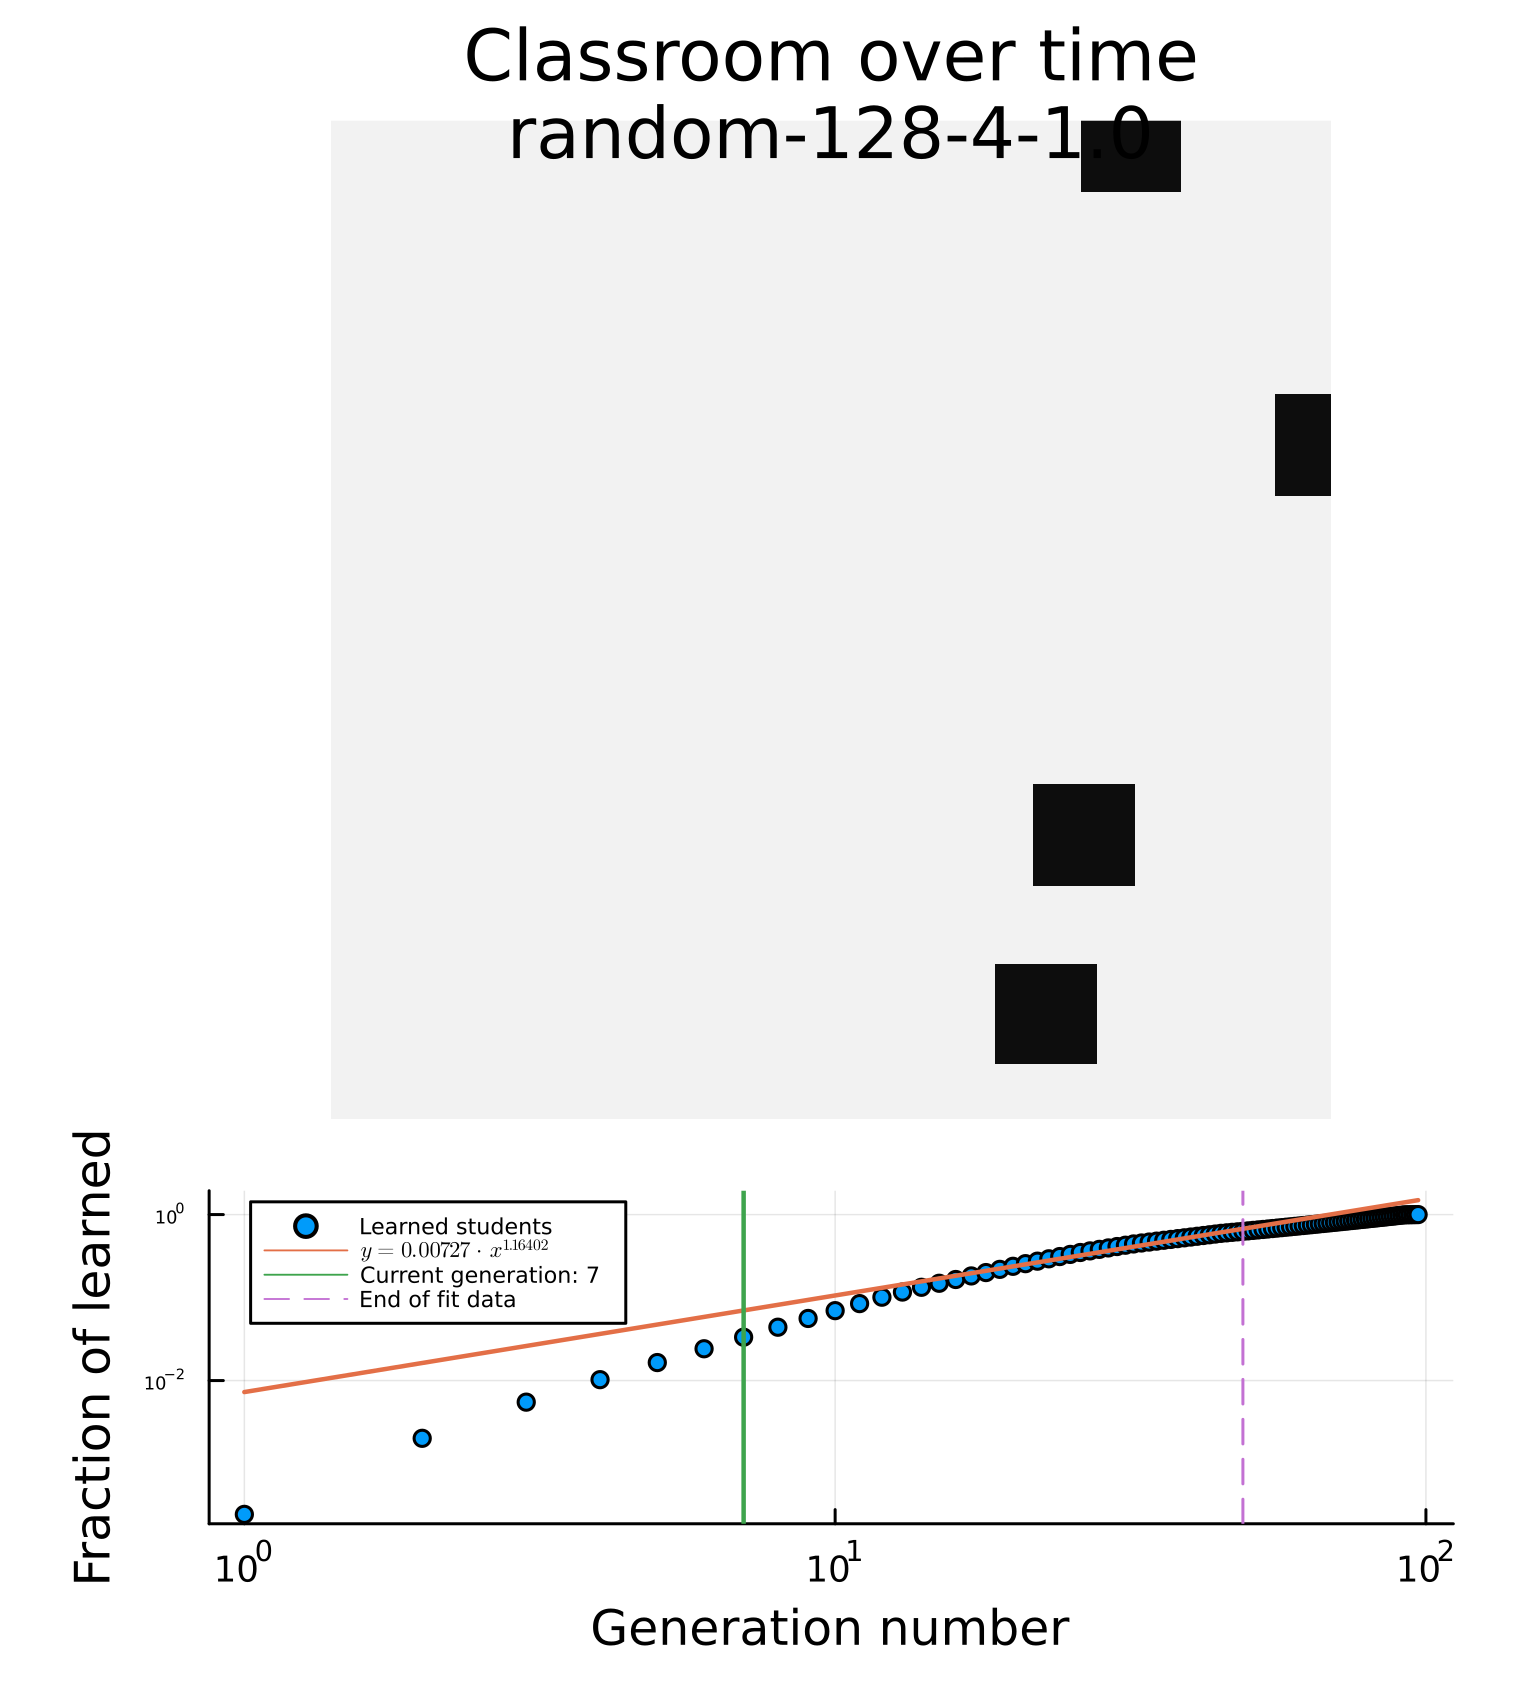 Classroom over time
random-128-4-1.0
Fraction of learned
10^0
10^-2
Learned students
y = 0.00727 · x^1.16402
Current generation: 7
End of fit data
10^0
10^1
10^2
Generation number